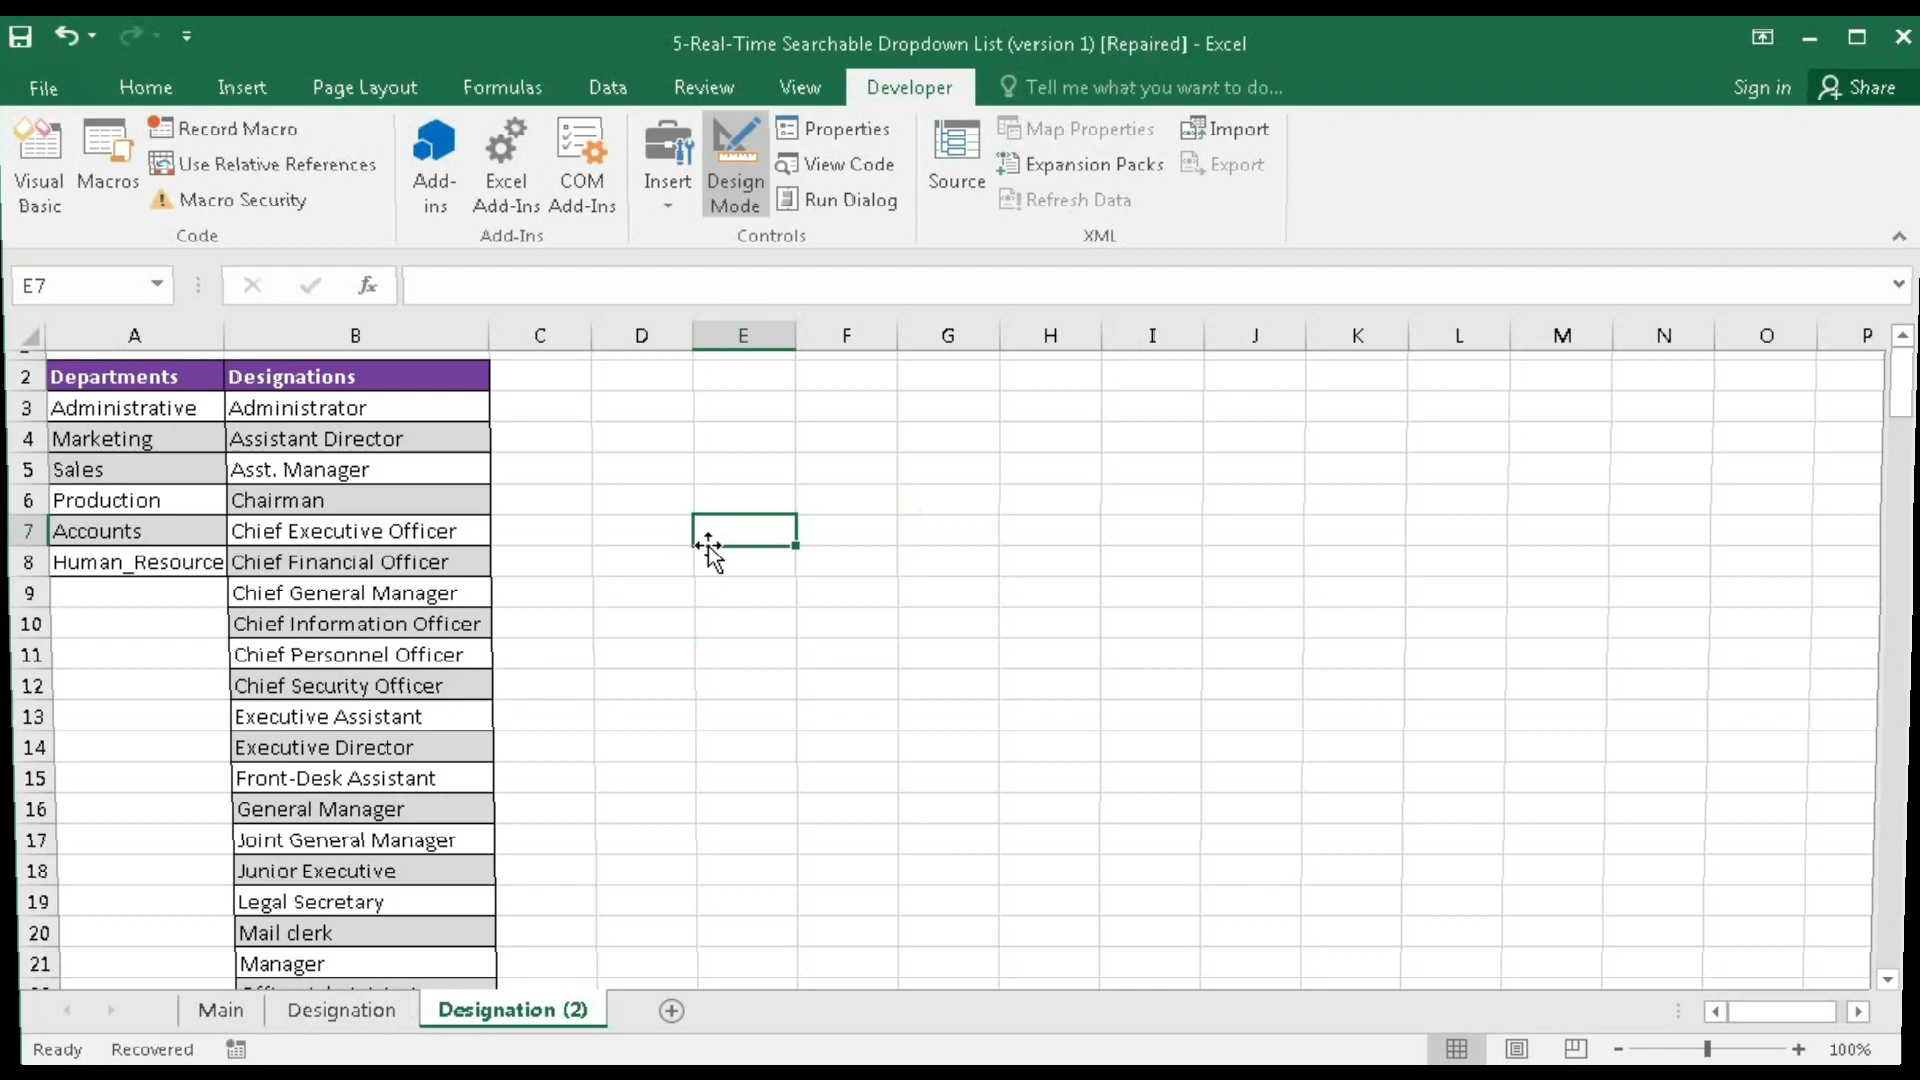 5-Real-Time Searchable Dropdown List (version 1) [Repaired] - Excel
File Home Insert Page Layout Formulas Data Review View Developer Tell me what you want to do... Sign in Share
Visual Basic
Macros
Record Macro
Use Relative References
Macro Security
Code
Add-ins
Excel Add-Ins
COM Add-Ins
Add-Ins
Insert
Design Mode
Properties
View Code
Run Dialog
Controls
Source
Map Properties
Expansion Packs
Refresh Data
Import
Export
XML
E7 fx
A B C D E F G H I J K L M N O P
2 Departments Designations
3 Administrative Administrator
4 Marketing Assistant Director
5 Sales Asst. Manager
6 Production Chairman
7 Accounts Chief Executive Officer
8 Human_Resource Chief Financial Officer
9 Chief General Manager
10 Chief Information Officer
11 Chief Personnel Officer
12 Chief Security Officer
13 Executive Assistant
14 Executive Director
15 Front-Desk Assistant
16 General Manager
17 Joint General Manager
18 Junior Executive
19 Legal Secretary
20 Mail clerk
21 Manager
Main Designation Designation (2)
Ready Recovered 100%